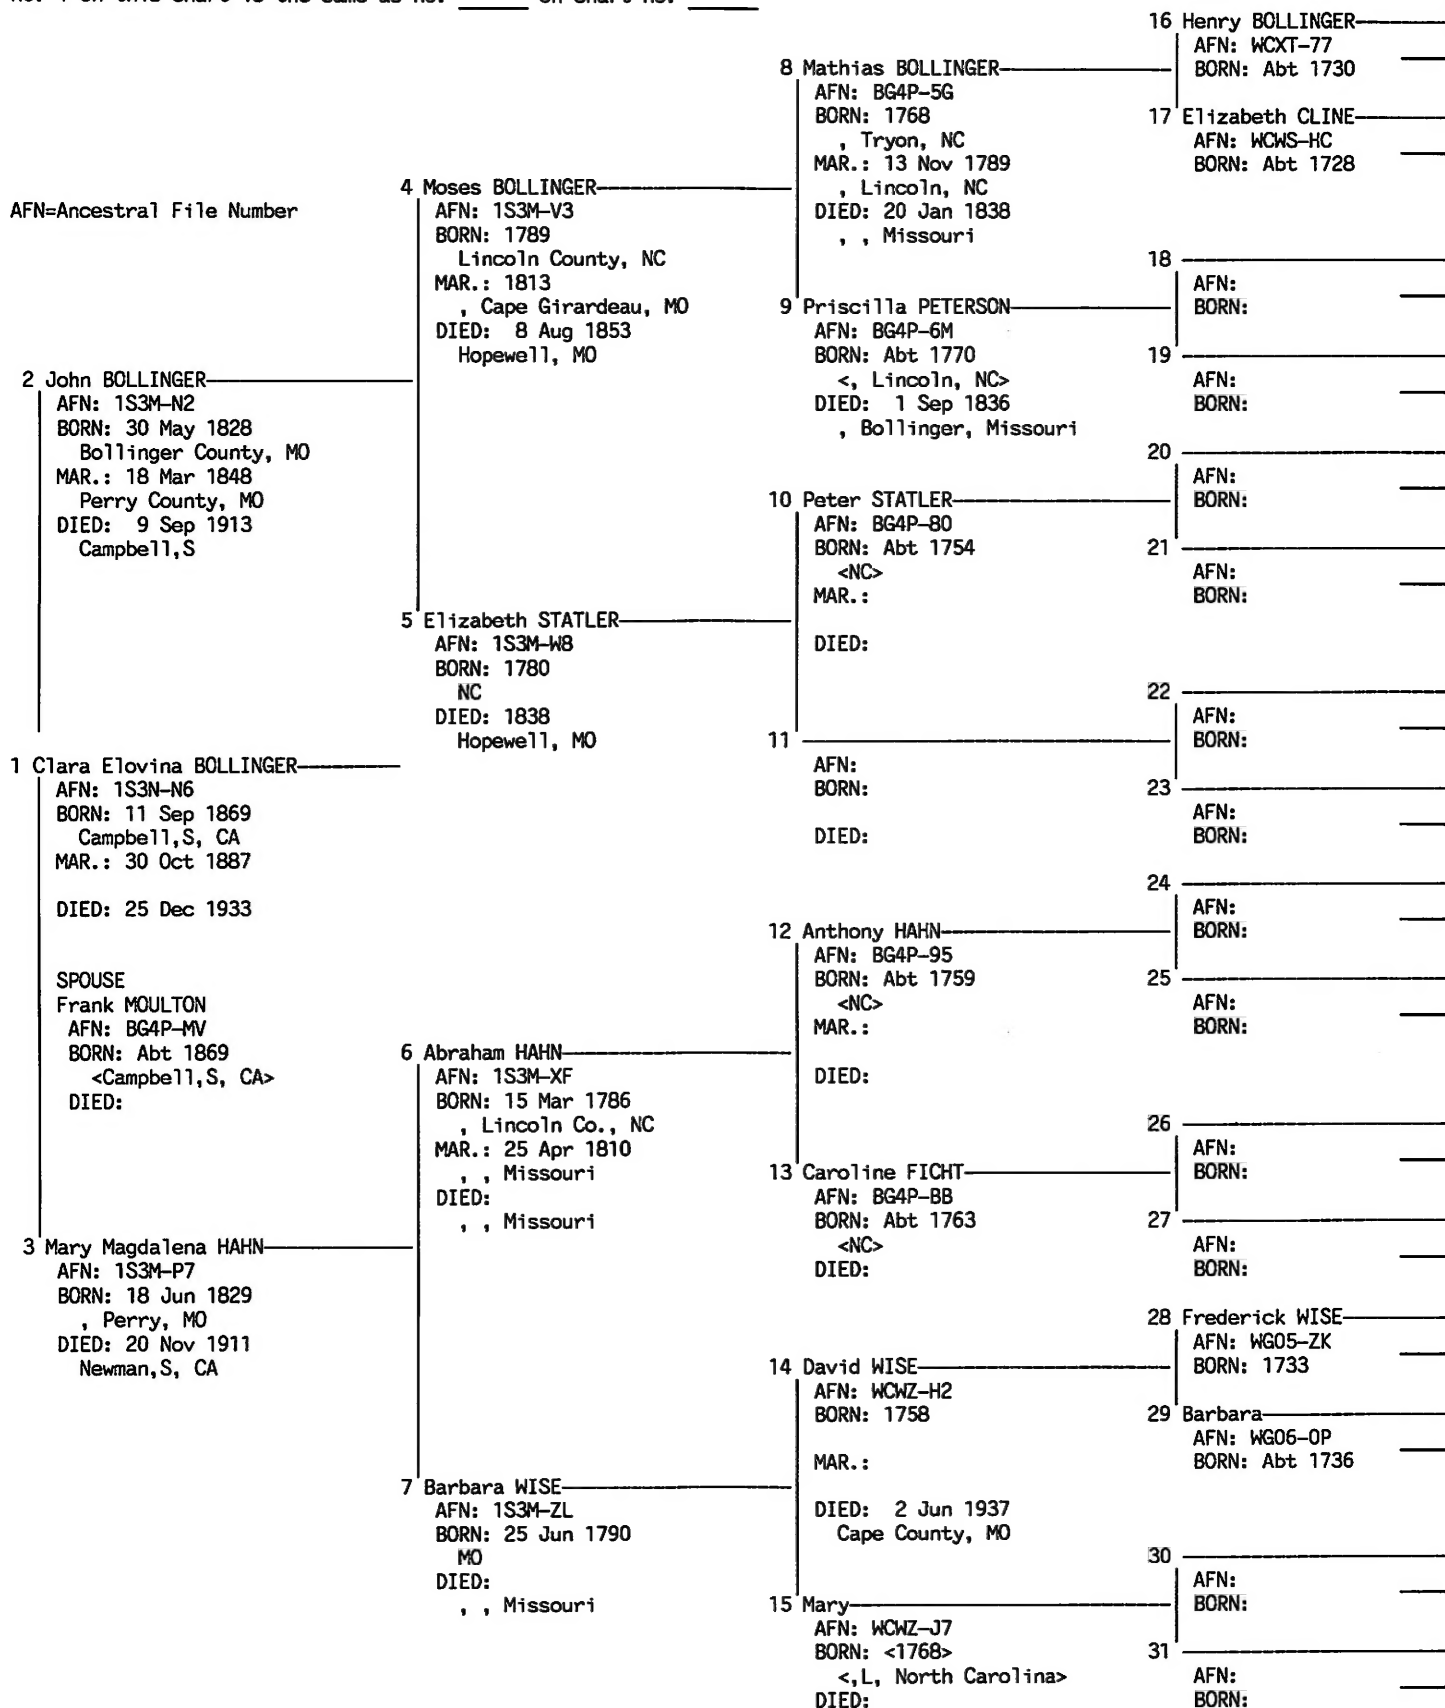 16 Henry BOLLINGER
AFN: WCXT-77
BORN: Abt 1730
8 Mathias BOLLINGER
AFN: BG4P-5G
BORN: 1768
, Tryon, NC
MAR.: 13 Nov 1789
, Lincoln, NC
DIED: 20 Jan 1838
, , Missouri
17 Elizabeth CLINE
AFN: WCWS-HC
BORN: Abt 1728
AFN=Ancestral File Number
4 Moses BOLLINGER
AFN: 1S3M-V3
BORN: 1789
Lincoln County, NC
MAR.: 1813
, Cape Girardeau, MO
DIED: 8 Aug 1853
Hopewell, MO
18
AFN:
BORN:
9 Priscilla PETERSON
AFN: BG4P-6M
BORN: Abt 1770
<, Lincoln, NC>
DIED: 1 Sep 1836
, Bollinger, Missouri
19
AFN:
BORN:
2 John BOLLINGER
AFN: 1S3M-N2
BORN: 30 May 1828
Bollinger County, MO
MAR.: 18 Mar 1848
Perry County, MO
DIED: 9 Sep 1913
Campbell,S
20
AFN:
BORN:
10 Peter STATLER
AFN: BG4P-80
BORN: Abt 1754
<NC>
MAR.:
DIED:
21
AFN:
BORN:
5 Elizabeth STATLER
AFN: 1S3M-W8
BORN: 1780
NC
DIED: 1838
Hopewell, MO
22
AFN:
BORN:
11
AFN:
BORN:
DIED:
23
AFN:
BORN:
1 Clara Elovina BOLLINGER
AFN: 1S3N-N6
BORN: 11 Sep 1869
Campbell,S, CA
MAR.: 30 Oct 1887
DIED: 25 Dec 1933
SPOUSE
Frank MOULTON
AFN: BG4P-MV
BORN: Abt 1869
<Campbell,S, CA>
DIED:
24
AFN:
BORN:
12 Anthony HAHN
AFN: BG4P-95
BORN: Abt 1759
<NC>
MAR.:
DIED:
25
AFN:
BORN:
6 Abraham HAHN
AFN: 1S3M-XF
BORN: 15 Mar 1786
, Lincoln Co., NC
MAR.: 25 Apr 1810
, , Missouri
DIED:
, , Missouri
26
AFN:
BORN:
13 Caroline FICHT
AFN: BG4P-BB
BORN: Abt 1763
<NC>
DIED:
27
AFN:
BORN:
3 Mary Magdalena HAHN
AFN: 1S3M-P7
BORN: 18 Jun 1829
, Perry, MO
DIED: 20 Nov 1911
Newman,S, CA
28 Frederick WISE
AFN: WG05-ZK
BORN: 1733
14 David WISE
AFN: WCWZ-H2
BORN: 1758
MAR.:
DIED: 2 Jun 1937
Cape County, MO
29 Barbara
AFN: WG06-0P
BORN: Abt 1736
7 Barbara WISE
AFN: 1S3M-ZL
BORN: 25 Jun 1790
MO
DIED:
, , Missouri
30
AFN:
BORN:
15 Mary
AFN: WCWZ-J7
BORN: <1768>
<,L, North Carolina>
DIED:
31
AFN:
BORN: